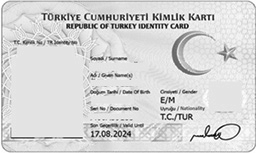 TÜRKİYE CUMHURİYETİ KİMLİK KARTI
REPUBLIC OF TURKEY IDENTITY CARD
T.C. Kimlik No / TR Identity No
Soyadı / Surname
Adı / Given Name(s)
Doğum Tarihi / Date Of Birth Cinsiyeti / Gender
E/M
Seri No / Document No Uyruğu / Nationality
T.C./TUR
Son Geçerlilik / Valid Until
17.08.2024